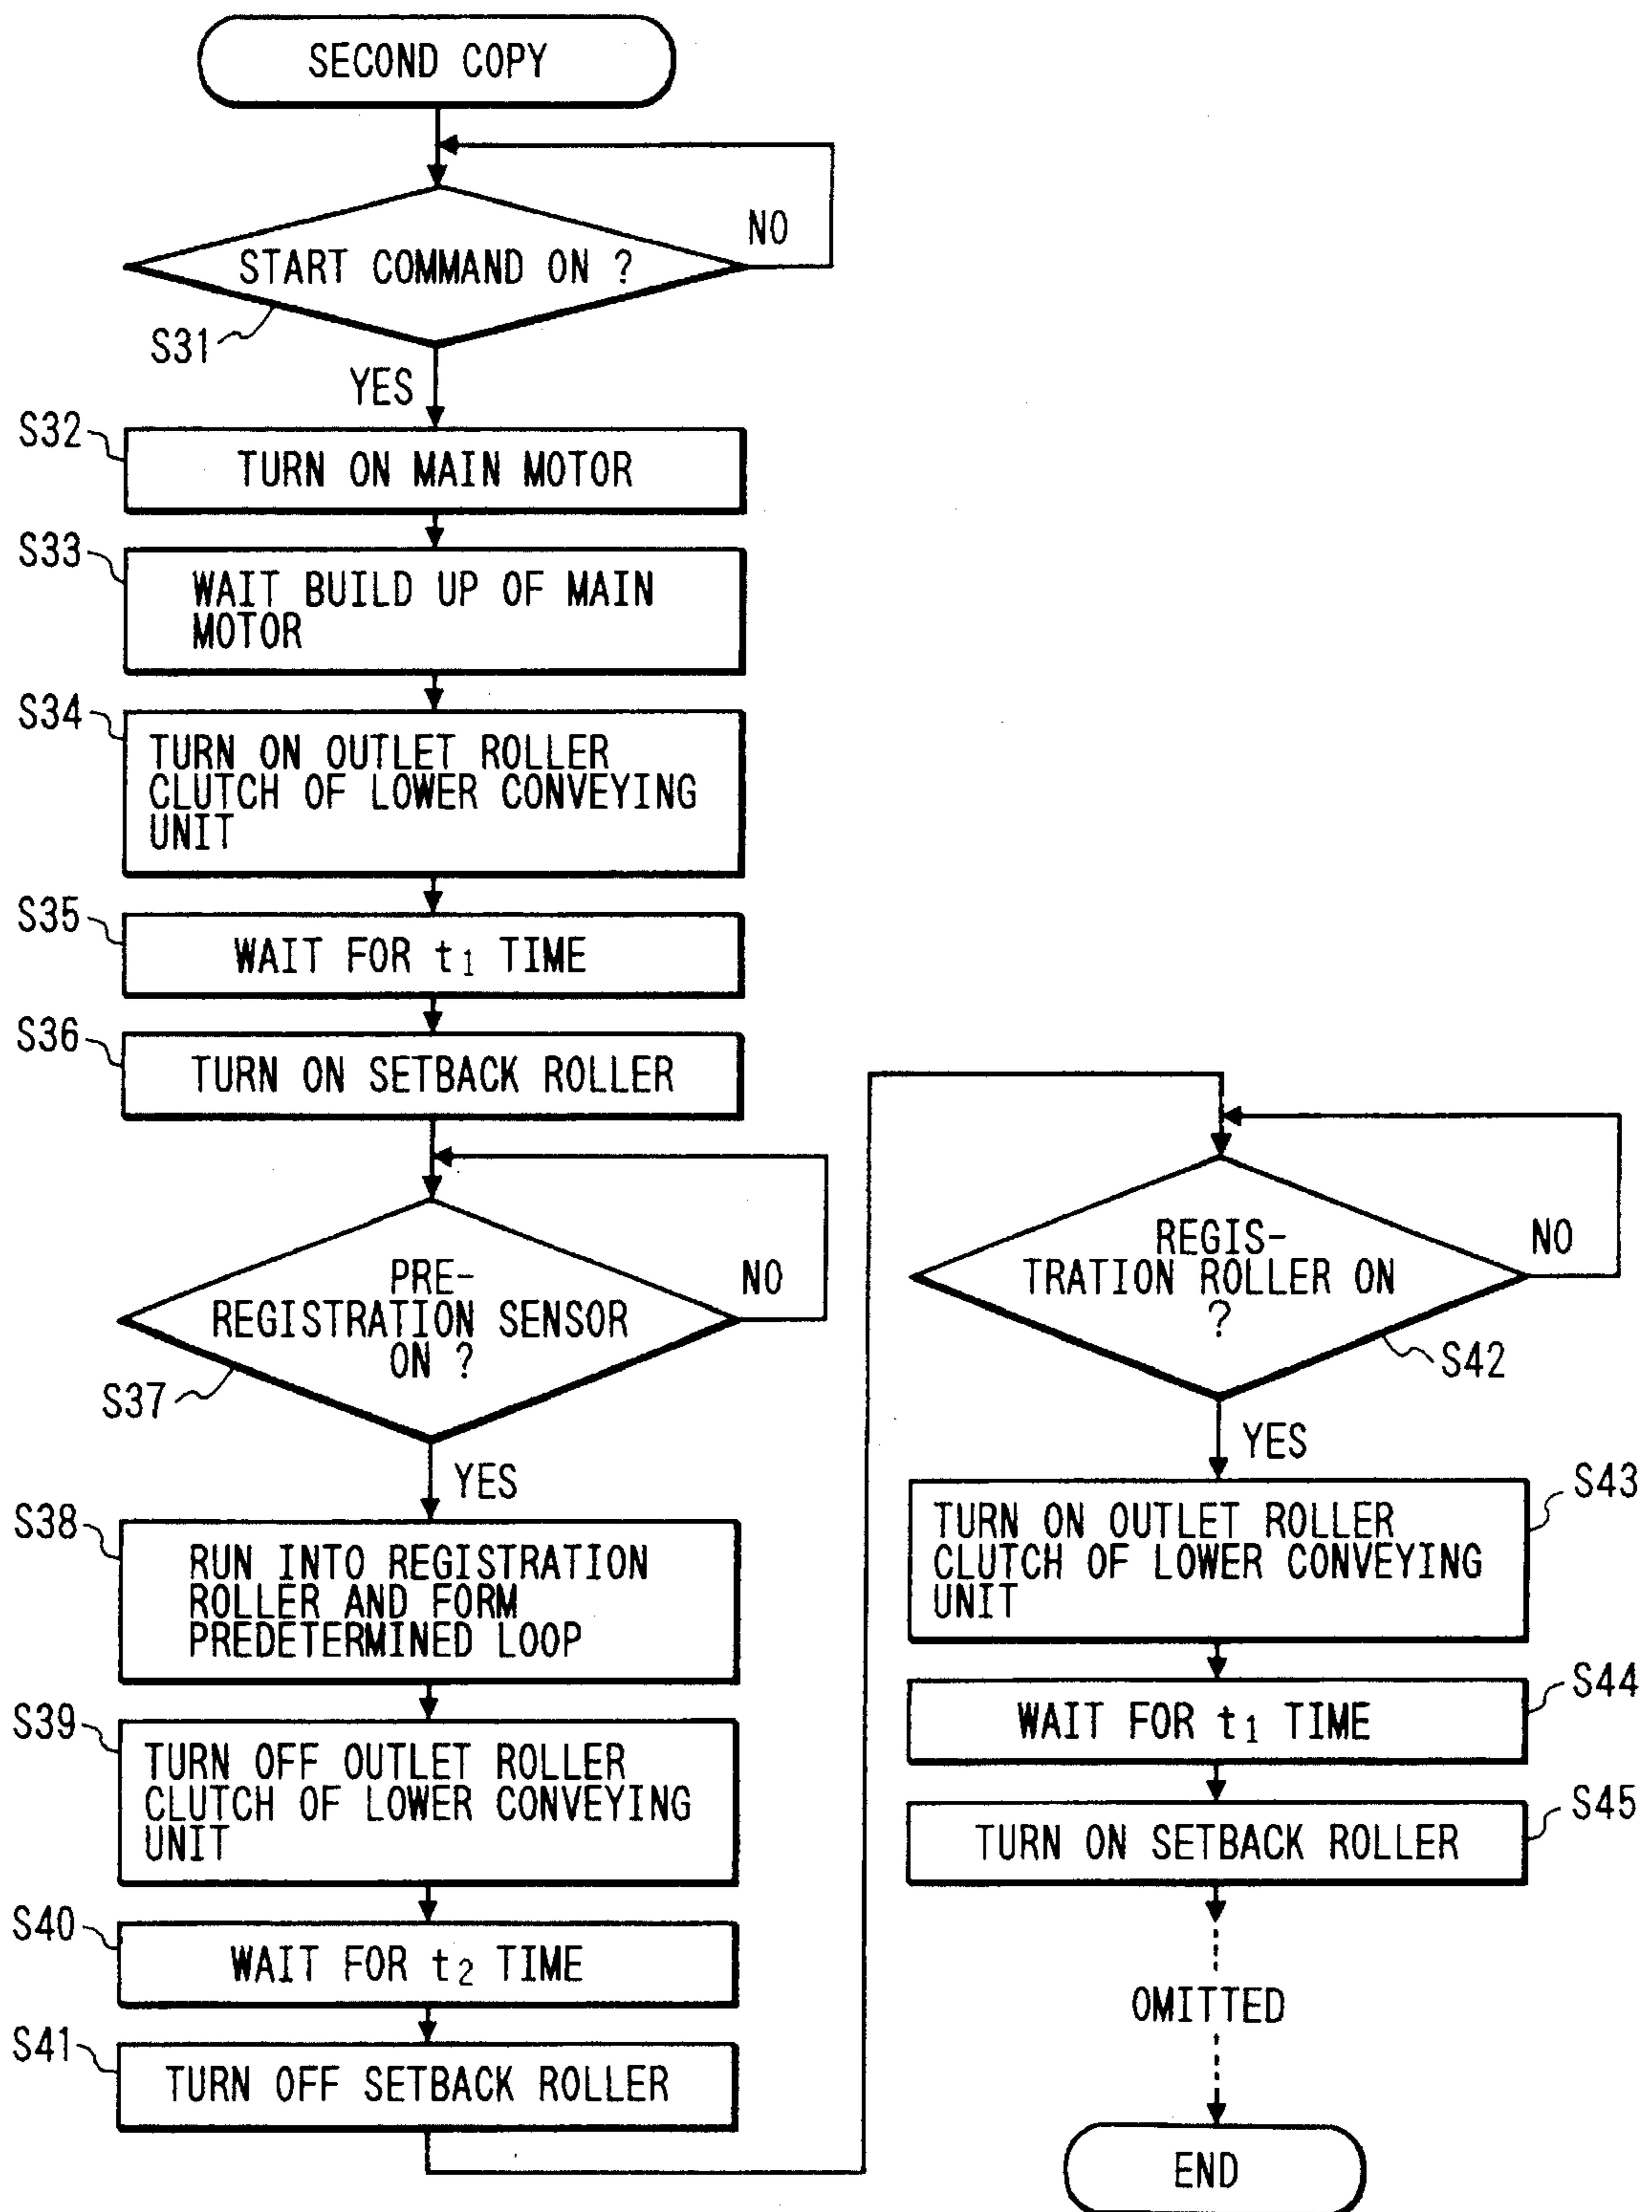 SECOND COPY
START COMMAND ON ?
NO
S31
YES
S32
TURN ON MAIN MOTOR
S33
WAIT BUILD UP OF MAIN
MOTOR
S34
TURN ON OUTLET ROLLER
CLUTCH OF LOWER CONVEYING
UNIT
S35
WAIT FOR t1 TIME
S36
TURN ON SETBACK ROLLER
PRE-
REGISTRATION SENSOR
ON ?
NO
S37
YES
S38
RUN INTO REGISTRATION
ROLLER AND FORM
PREDETERMINED LOOP
S39
TURN OFF OUTLET ROLLER
CLUTCH OF LOWER CONVEYING
UNIT
S40
WAIT FOR t2 TIME
S41
TURN OFF SETBACK ROLLER
REGIS-
TRATION ROLLER ON
?
NO
S42
YES
S43
TURN ON OUTLET ROLLER
CLUTCH OF LOWER CONVEYING
UNIT
S44
WAIT FOR t1 TIME
S45
TURN ON SETBACK ROLLER
OMITTED
END